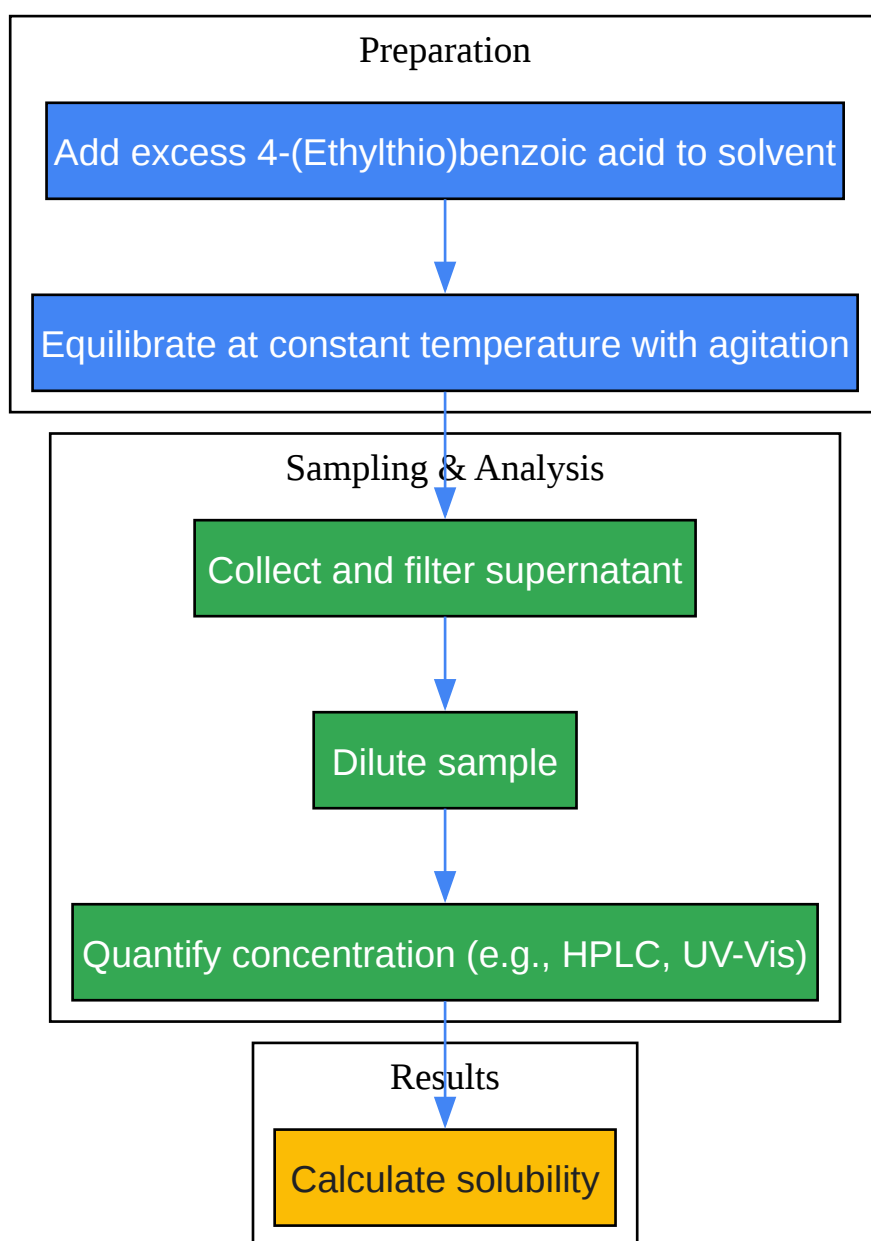 Preparation
Add excess 4-(Ethylthio)benzoic acid to solvent
Equilibrate at constant temperature with agitation
Sampling & Analysis
Collect and filter supernatant
Dilute sample
Quantify concentration (e.g., HPLC, UV-Vis)
Results
Calculate solubility